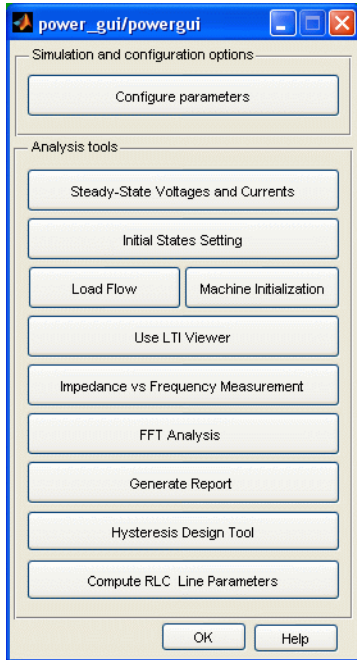 power_gui/powergui
Simulation and configuration options
Configure parameters
Analysis tools
Steady-State Voltages and Currents
Initial States Setting
Load Flow Machine Initialization
Use LTI Viewer
Impedance vs Frequency Measurement
FFT Analysis
Generate Report
Hysteresis Design Tool
Compute RLC Line Parameters
OK Help